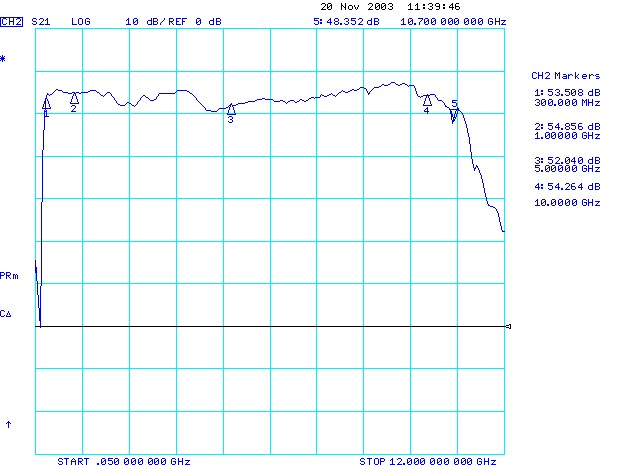 20 Nov 2003 11:39:46
CH2 S21 LOG 10 dB/REF 0 dB 5: 48.352 dB 10.700 000 000 GHz
*
CH2 Markers
1: 53.508 dB
300.000 MHz
2: 54.856 dB
1.00000 GHz
3: 52.040 dB
5.00000 GHz
4: 54.264 dB
10.0000 GHz
1
2
3
4
5
PRm
C∆
↑
START .050 000 000 GHz STOP 12.000 000 000 GHz